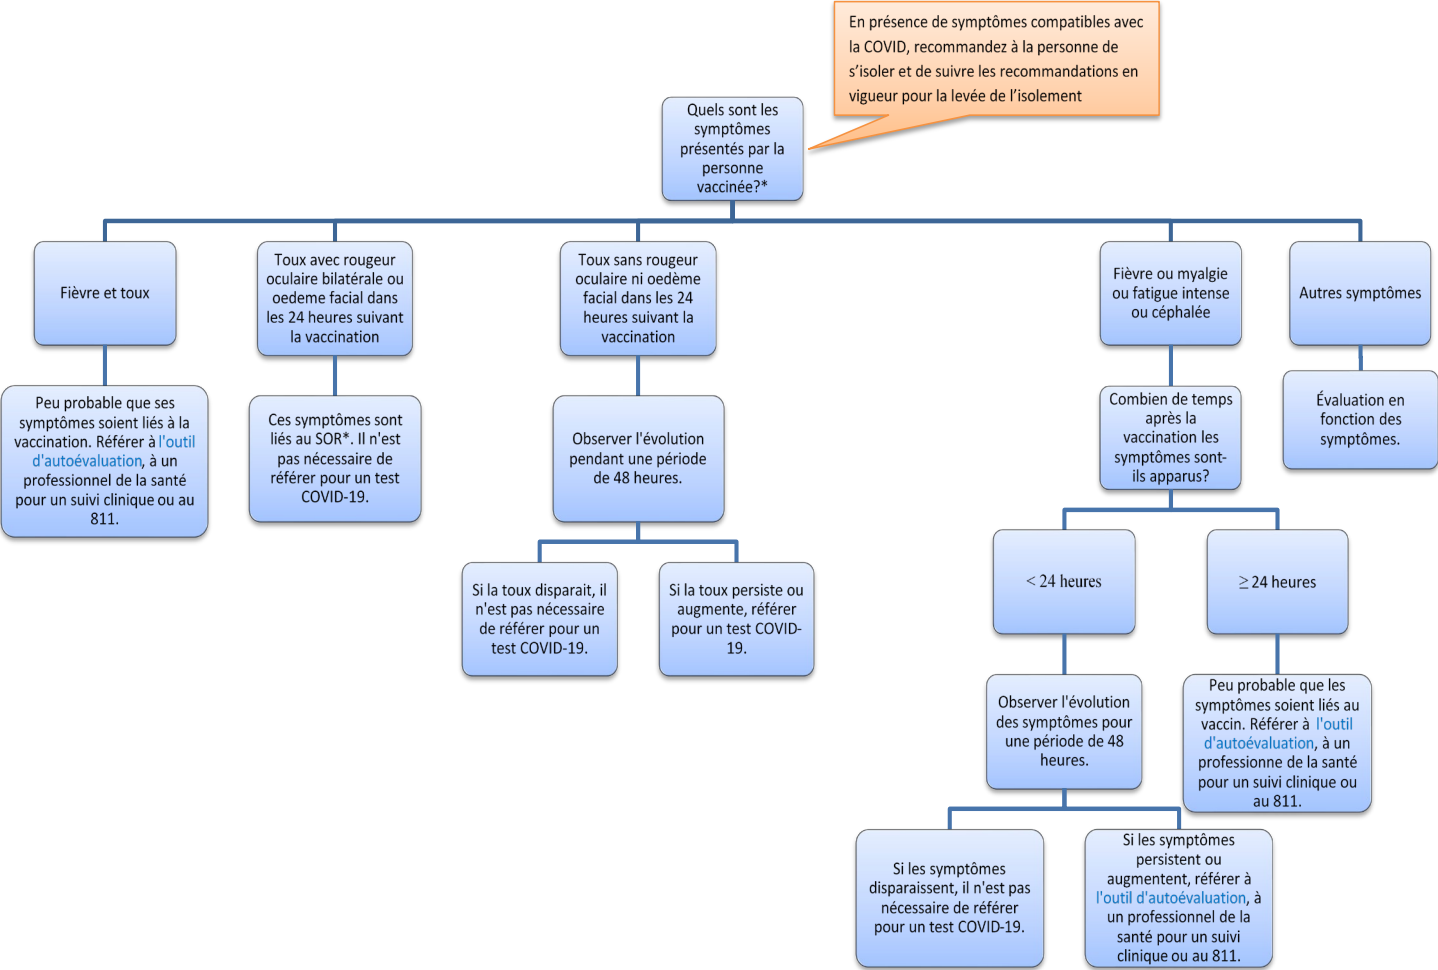 En présence de symptômes compatibles avec
la COVID, recommandez à la personne de
s’isoler et de suivre les recommandations en
vigueur pour la levée de l’isolement
Quels sont les
symptômes
présentés par la
personne
vaccinée?*
Fièvre et toux
Toux avec rougeur
oculaire bilatérale ou
oedeme facial dans
les 24 heures suivant
la vaccination
Toux sans rougeur
oculaire ni oedème
facial dans les 24
heures suivant la
vaccination
Fièvre ou myalgie
ou fatigue intense
ou céphalée
Autres symptômes
Peu probable que ses
symptômes soient liés à la
vaccination. Référer à l'outil
d'autoévaluation, à un
professionnel de la santé
pour un suivi clinique ou au
811.
Ces symptômes sont
liés au SOR*. Il n'est
pas nécessaire de
référer pour un test
COVID-19.
Observer l'évolution
pendant une période
de 48 heures.
Combien de temps
après la
vaccination les
symptômes sont-
ils apparus?
Évaluation en
fonction des
symptômes.
Si la toux disparait, il
n'est pas nécessaire
de référer pour un
test COVID-19.
Si la toux persiste ou
augmente, référer
pour un test COVID-
19.
< 24 heures
≥ 24 heures
Observer l'évolution
des symptômes pour
une période de 48
heures.
Peu probable que les
symptômes soient liés au
vaccin. Référer à l'outil
d'autoévaluation, à un
professionne de la santé
pour un suivi clinique ou
au 811.
Si les symptômes
disparaissent, il n'est pas
nécessaire de référer
pour un test COVID-19.
Si les symptômes
persistent ou
augmentent, référer à
l'outil d'autoévaluation, à
un professionnel de la
santé pour un suivi
clinique ou au 811.